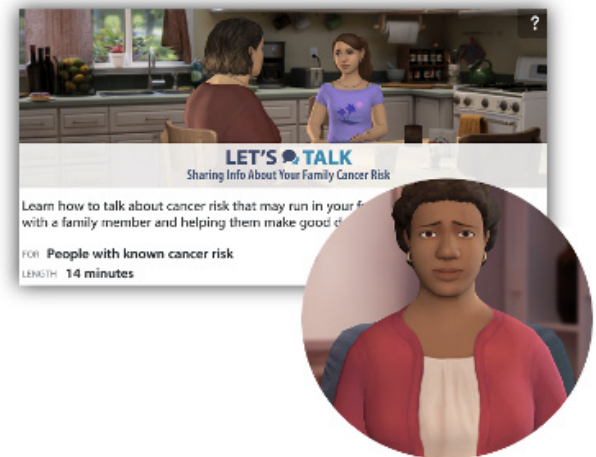 ?
LET'S TALK
Sharing Info About Your Family Cancer Risk
Learn how to talk about cancer risk that may run in your
with a family member and helping them make good
FOR People with known cancer risk
LENGTH 14 minutes